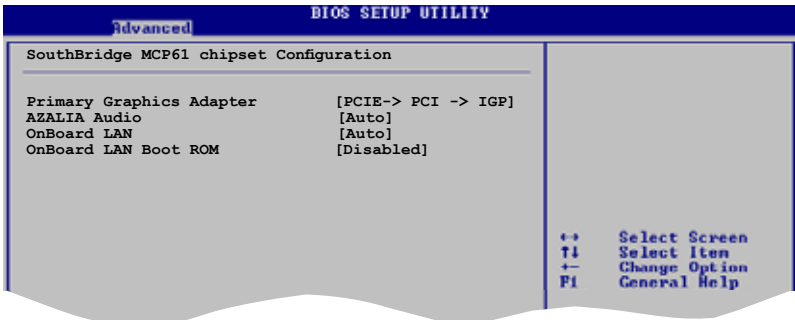 BIOS SETUP UTILITY
Advanced
SouthBridge MCP61 chipset Configuration
Primary Graphics Adapter [PCIE-> PCI -> IGP]
AZALIA Audio [Auto]
OnBoard LAN [Auto]
OnBoard LAN Boot ROM [Disabled]
←→ Select Screen
↑↓ Select Item
+- Change Option
F1 General Help